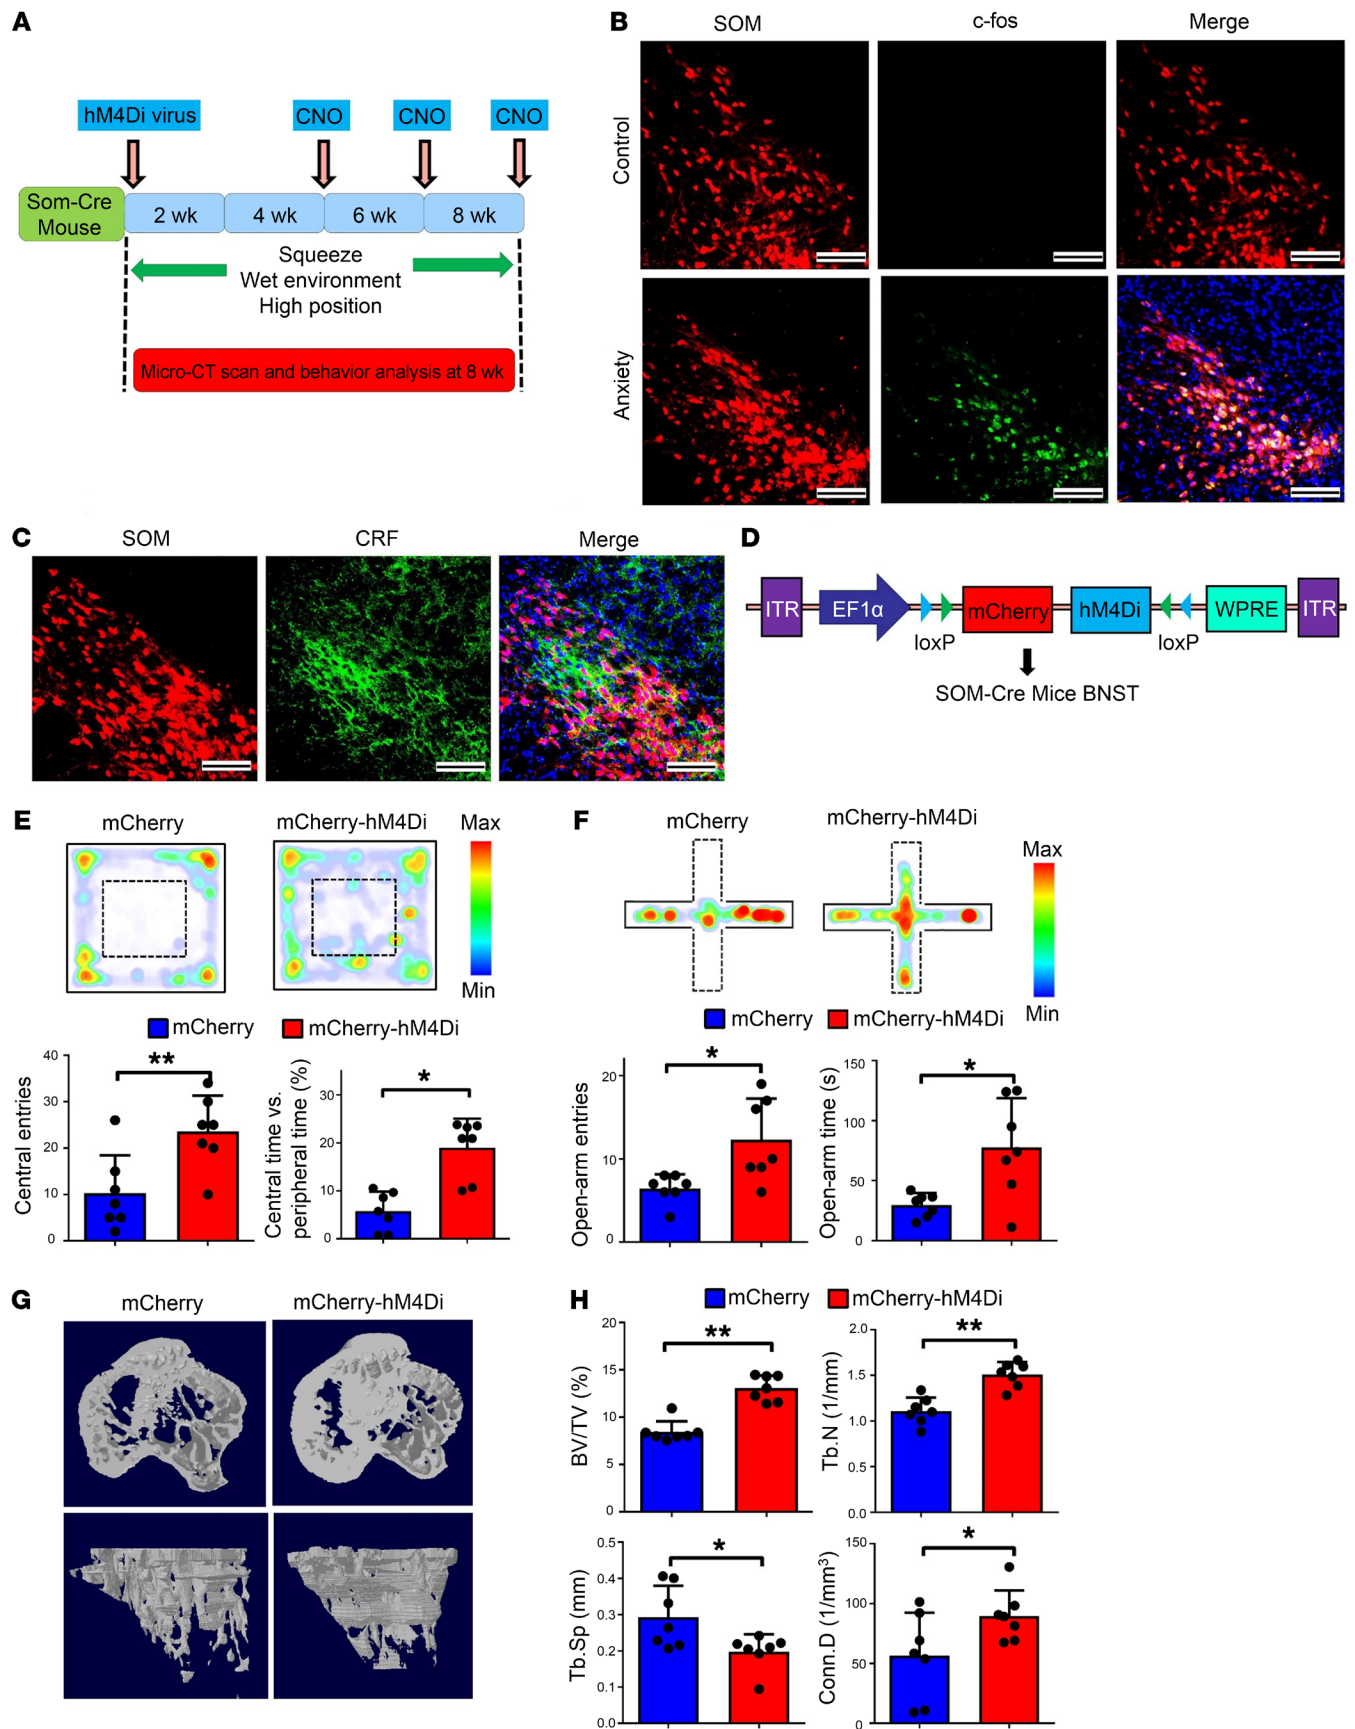 A
hM4Di virus
CNO
CNO
CNO
Som-Cre
Mouse
2 wk
4 wk
6 wk
8 wk
Squeeze
Wet environment
High position
Micro-CT scan and behavior analysis at 8 wk
B
SOM
c-fos
Merge
Control
Anxiety
C
SOM
CRF
Merge
D
ITR
EF1α
mCherry
hM4Di
WPRE
ITR
loxP
loxP
SOM-Cre Mice BNST
E
mCherry
mCherry-hM4Di
Max
Min
mCherry
mCherry-hM4Di
Central entries
40
30
20
10
0
**
Central time vs.
peripheral time (%)
30
20
10
0
*
F
mCherry
mCherry-hM4Di
Max
Min
mCherry
mCherry-hM4Di
Open-arm entries
20
10
0
*
Open-arm time (s)
150
100
50
0
*
G
mCherry
mCherry-hM4Di
H
mCherry
mCherry-hM4Di
BV/TV (%)
20
15
10
5
0
**
Tb.N (1/mm)
2.0
1.5
1.0
0.5
0.0
**
Tb.Sp (mm)
0.5
0.4
0.3
0.2
0.1
0.0
*
Conn.D (1/mm³)
150
100
50
0
*